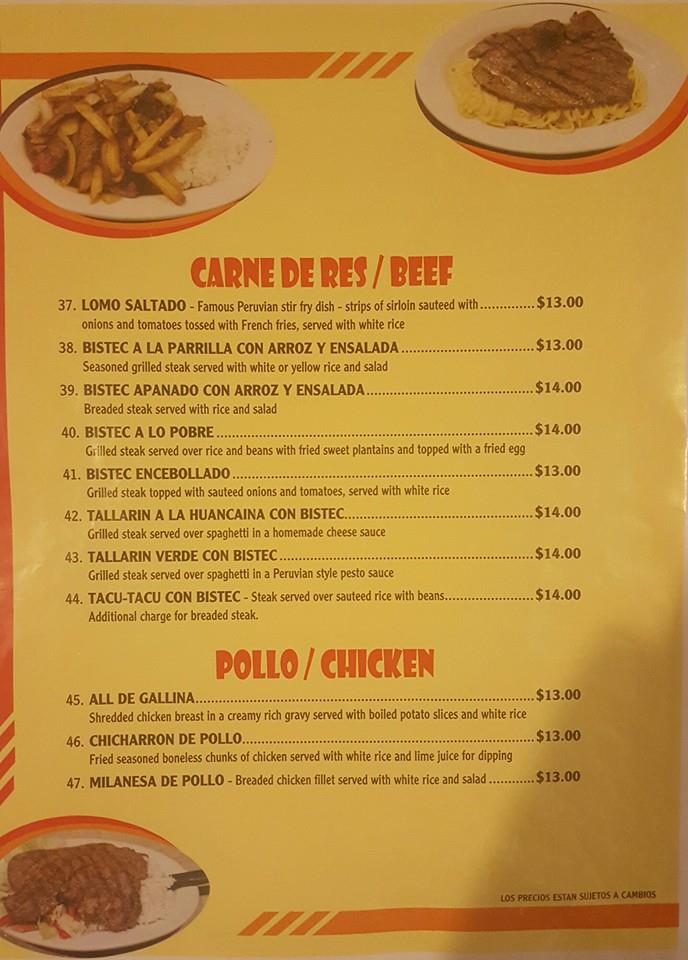 CARNE DE RES / BEEF
37. LOMO SALTADO - Famous Peruvian stir fry dish - strips of sirloin sauteed with.............$13.00
onions and tomatoes tossed with French fries, served with white rice
38. BISTEC A LA PARRILLA CON ARROZ Y ENSALADA...............................$13.00
Seasoned grilled steak served with white or yellow rice and salad
39. BISTEC APANADO CON ARROZ Y ENSALADA.......................................$14.00
Breaded steak served with rice and salad
40. BISTEC A LO POBRE..........................................................................$14.00
Grilled steak served over rice and beans with fried sweet plantains and topped with a fried egg
41. BISTEC ENCEBOLLADO.......................................................................$13.00
Grilled steak topped with sauteed onions and tomatoes, served with white rice
42. TALLARIN A LA HUANCAINA CON BISTEC............................................$14.00
Grilled steak served over spaghetti in a homemade cheese sauce
43. TALLARIN VERDE CON BISTEC...........................................................$14.00
Grilled steak served over spaghetti in a Peruvian style pesto sauce
44. TACU-TACU CON BISTEC - Steak served over sauteed rice with beans.....................$14.00
Additional charge for breaded steak.
POLLO / CHICKEN
45. ALL DE GALLINA...............................................................................$13.00
Shredded chicken breast in a creamy rich gravy served with boiled potato slices and white rice
46. CHICHARRON DE POLLO....................................................................$13.00
Fried seasoned boneless chunks of chicken served with white rice and lime juice for dipping
47. MILANESA DE POLLO - Breaded chicken fillet served with white rice and salad...........$13.00
LOS PRECIOS ESTAN SUJETOS A CAMBIOS